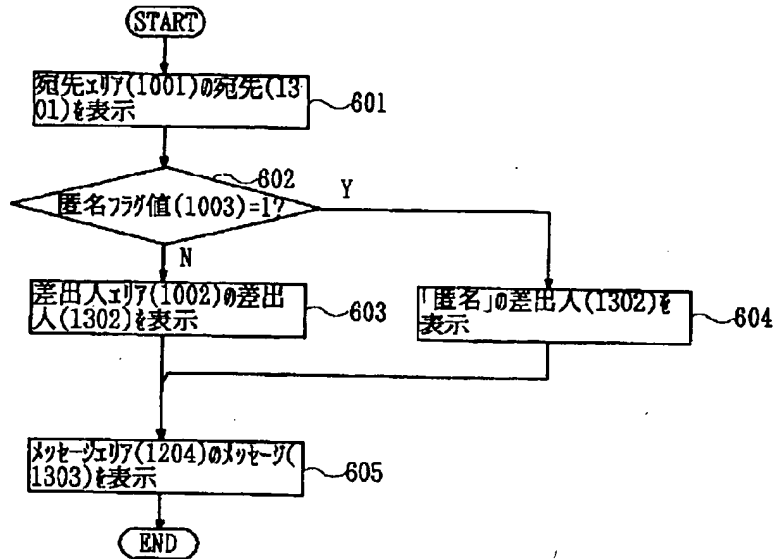 START
宛先ｴﾘｱ(1001)の宛先(13
01)を表示
601
602
匿名ﾌﾗｸﾞ値(1003)=1?
Y
N
差出人ｴﾘｱ(1002)の差出
人(1302)を表示
603
「匿名」の差出人(1302)を
表示
604
ﾒｯｾｰｼﾞｴﾘｱ(1204)のﾒｯｾｰｼﾞ(
1303)を表示
605
END